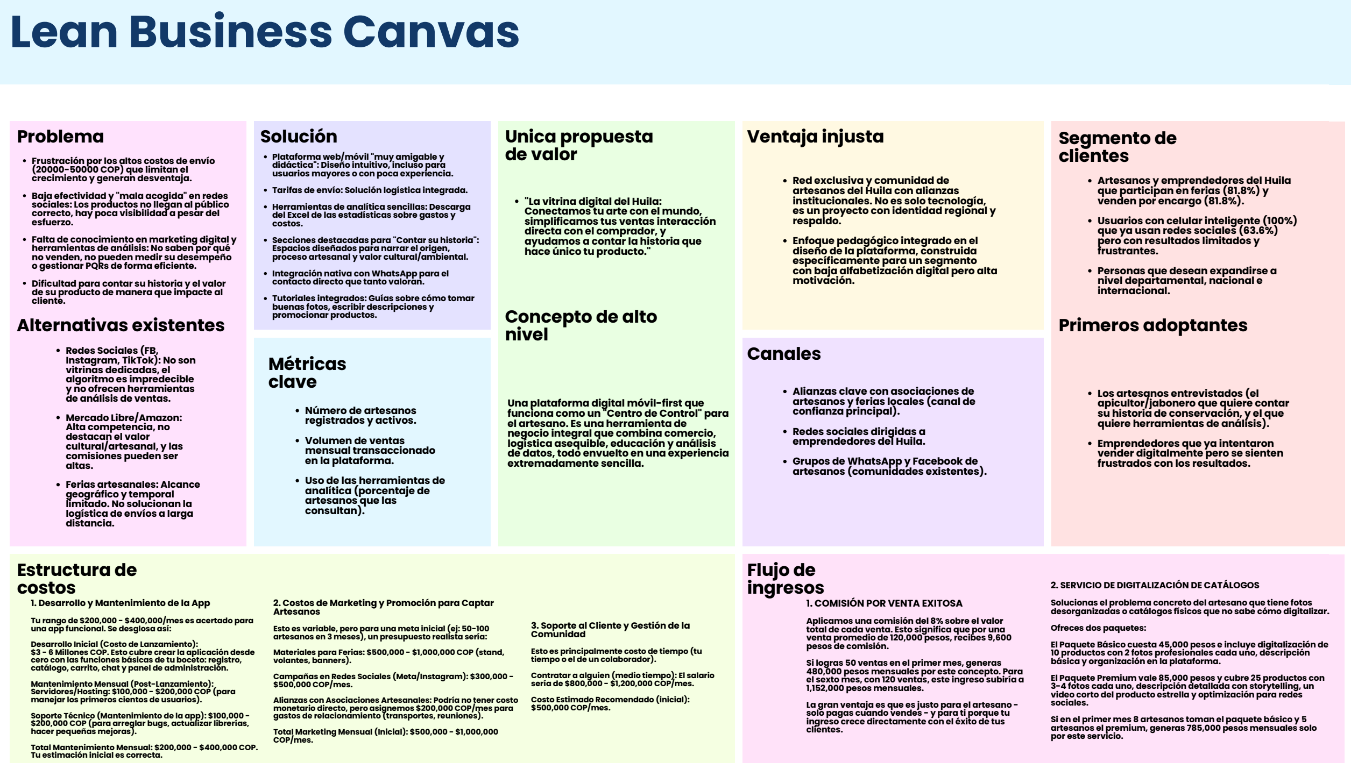 Lean Business Canvas
Problema
• Frustración por los altos costos de envío
(20000-50000 COP) que limitan el
crecimiento y generan desventaja.
• Baja efectividad y "mala acogida" en redes
sociales: Los productos no llegan al público
correcto, hay poca visibilidad a pesar del
esfuerzo.
• Falta de conocimiento en marketing digital y
herramientas de análisis: No saben por qué
no venden, no pueden medir su desempeño
o gestionar PQRs de forma eficiente.
• Dificultad para contar su historia y el valor
de su producto de manera que impacte al
cliente.
Alternativas existentes
• Redes Sociales (FB,
Instagram, TikTok): No son
vitrinas dedicadas, el
algoritmo es impredecible
y no ofrecen herramientas
de análisis de ventas.
• Mercado Libre/Amazon:
Alta competencia, no
destacan el valor
cultural/artesanal, y las
comisiones pueden ser
altas.
• Ferias artesanales: Alcance
geográfico y temporal
limitado. No solucionan la
logística de envíos a larga
distancia.
Solución
• Plataforma web/móvil "muy amigable y
didáctica": Diseño intuitivo, incluso para
usuarios mayores o con poca experiencia.
• Tarifas de envío: Solución logística integrada.
• Herramientas de analítica sencillas: Descarga
del Excel de las estadísticas sobre gastos y
costos.
• Secciones destacadas para "Contar su historia":
Espacios diseñados para narrar el origen,
proceso artesanal y valor cultural/ambiental.
• Integración nativa con WhatsApp para el
contacto directo que tanto valoran.
• Tutoriales integrados: Guías sobre cómo tomar
buenas fotos, escribir descripciones y
promocionar productos.
Métricas
clave
• Número de artesanos
registrados y activos.
• Volumen de ventas
mensual transaccionado
en la plataforma.
• Uso de las herramientas de
analítica (porcentaje de
artesanos que las
consultan).
Unica propuesta
de valor
• "La vitrina digital del Huila:
Conectamos tu arte con el mundo,
simplificamos tus ventas interacción
directa con el comprador, y
ayudamos a contar la historia que
hace único tu producto."
Concepto de alto
nivel
Una plataforma digital móvil-first que
funciona como un "Centro de Control" para
el artesano. Es una herramienta de
negocio integral que combina comercio,
logística asequible, educación y análisis
de datos, todo envuelto en una experiencia
extremadamente sencilla.
Ventaja injusta
• Red exclusiva y comunidad de
artesanos del Huila con alianzas
institucionales. No es solo tecnología,
es un proyecto con identidad regional y
respaldo.
• Enfoque pedagógico integrado en el
diseño de la plataforma, construida
específicamente para un segmento
con baja alfabetización digital pero alta
motivación.
Canales
• Alianzas clave con asociaciones de
artesanos y ferias locales (canal de
confianza principal).
• Redes sociales dirigidas a
emprendedores del Huila.
• Grupos de WhatsApp y Facebook de
artesanos (comunidades existentes).
Segmento de
clientes
• Artesanos y emprendedores del Huila
que participan en ferias (81.8%) y
venden por encargo (81.8%).
• Usuarios con celular inteligente (100%)
que ya usan redes sociales (63.6%)
pero con resultados limitados y
frustrantes.
• Personas que desean expandirse a
nivel departamental, nacional e
internacional.
Primeros adoptantes
• Los artesanos entrevistados (el
apicultor/jabonero que quiere contar
su historia de conservación, y el que
quiere herramientas de análisis).
• Emprendedores que ya intentaron
vender digitalmente pero se sienten
frustrados con los resultados.
Estructura de
costos
1. Desarrollo y Mantenimiento de la App
Tu rango de $200,000 - $400,000/mes es acertado para
una app funcional. Se desglosa así:
Desarrollo Inicial (Costo de Lanzamiento):
$3 - 6 Millones COP. Esto cubre crear la aplicación desde
cero con las funciones básicas de tu boceto: registro,
catálogo, carrito, chat y panel de administración.
Mantenimiento Mensual (Post-Lanzamiento):
Servidores/Hosting: $100,000 - $200,000 COP (para
manejar los primeros cientos de usuarios).
Soporte Técnico (Mantenimiento de la app): $100,000 -
$200,000 COP (para arreglar bugs, actualizar librerías,
hacer pequeñas mejoras).
Total Mantenimiento Mensual: $200,000 - $400,000 COP.
Tu estimación inicial es correcta.
2. Costos de Marketing y Promoción para Captar
Artesanos
Esto es variable, pero para una meta inicial (ej: 50-100
artesanos en 3 meses), un presupuesto realista sería:
Materiales para Ferias: $500,000 - $1,000,000 COP (stand,
volantes, banners).
Campañas en Redes Sociales (Meta/Instagram): $300,000 -
$500,000 COP/mes.
Alianzas con Asociaciones Artesanales: Podría no tener costo
monetario directo, pero asignemos $200,000 COP/mes para
gastos de relacionamiento (transportes, reuniones).
Total Marketing Mensual (Inicial): $500,000 - $1,000,000
COP/mes.
3. Soporte al Cliente y Gestión de la
Comunidad
Esto es principalmente costo de tiempo (tu
tiempo o el de un colaborador).
Contratar a alguien (medio tiempo): El salario
sería de $800,000 - $1,200,000 COP/mes.
Costo Estimado Recomendado (Inicial):
$500,000 COP/mes.
Flujo de
ingresos
1. COMISIÓN POR VENTA EXITOSA
Aplicamos una comisión del 8% sobre el valor
total de cada venta. Esto significa que por una
venta promedio de 120,000 pesos, recibes 9,600
pesos de comisión.
Si logras 50 ventas en el primer mes, generas
480,000 pesos mensuales por este concepto. Para
el sexto mes, con 120 ventas, este ingreso subiría a
1,152,000 pesos mensuales.
La gran ventaja es que es justo para el artesano -
solo pagas cuando vendes - y para ti porque tu
ingreso crece directamente con el éxito de tus
clientes.
2. SERVICIO DE DIGITALIZACIÓN DE CATÁLOGOS
Solucionas el problema concreto del artesano que tiene fotos
desorganizadas o catálogos físicos que no sabe cómo digitalizar.
Ofreces dos paquetes:
El Paquete Básico cuesta 45,000 pesos e incluye digitalización de
10 productos con 2 fotos profesionales cada uno, descripción
básica y organización en la plataforma.
El Paquete Premium vale 85,000 pesos y cubre 25 productos con
3-4 fotos cada uno, descripción detallada con storytelling, un
video corto del producto estrella y optimización para redes
sociales.
Si en el primer mes 8 artesanos toman el paquete básico y 5
artesanos el premium, generas 785,000 pesos mensuales solo
por este servicio.